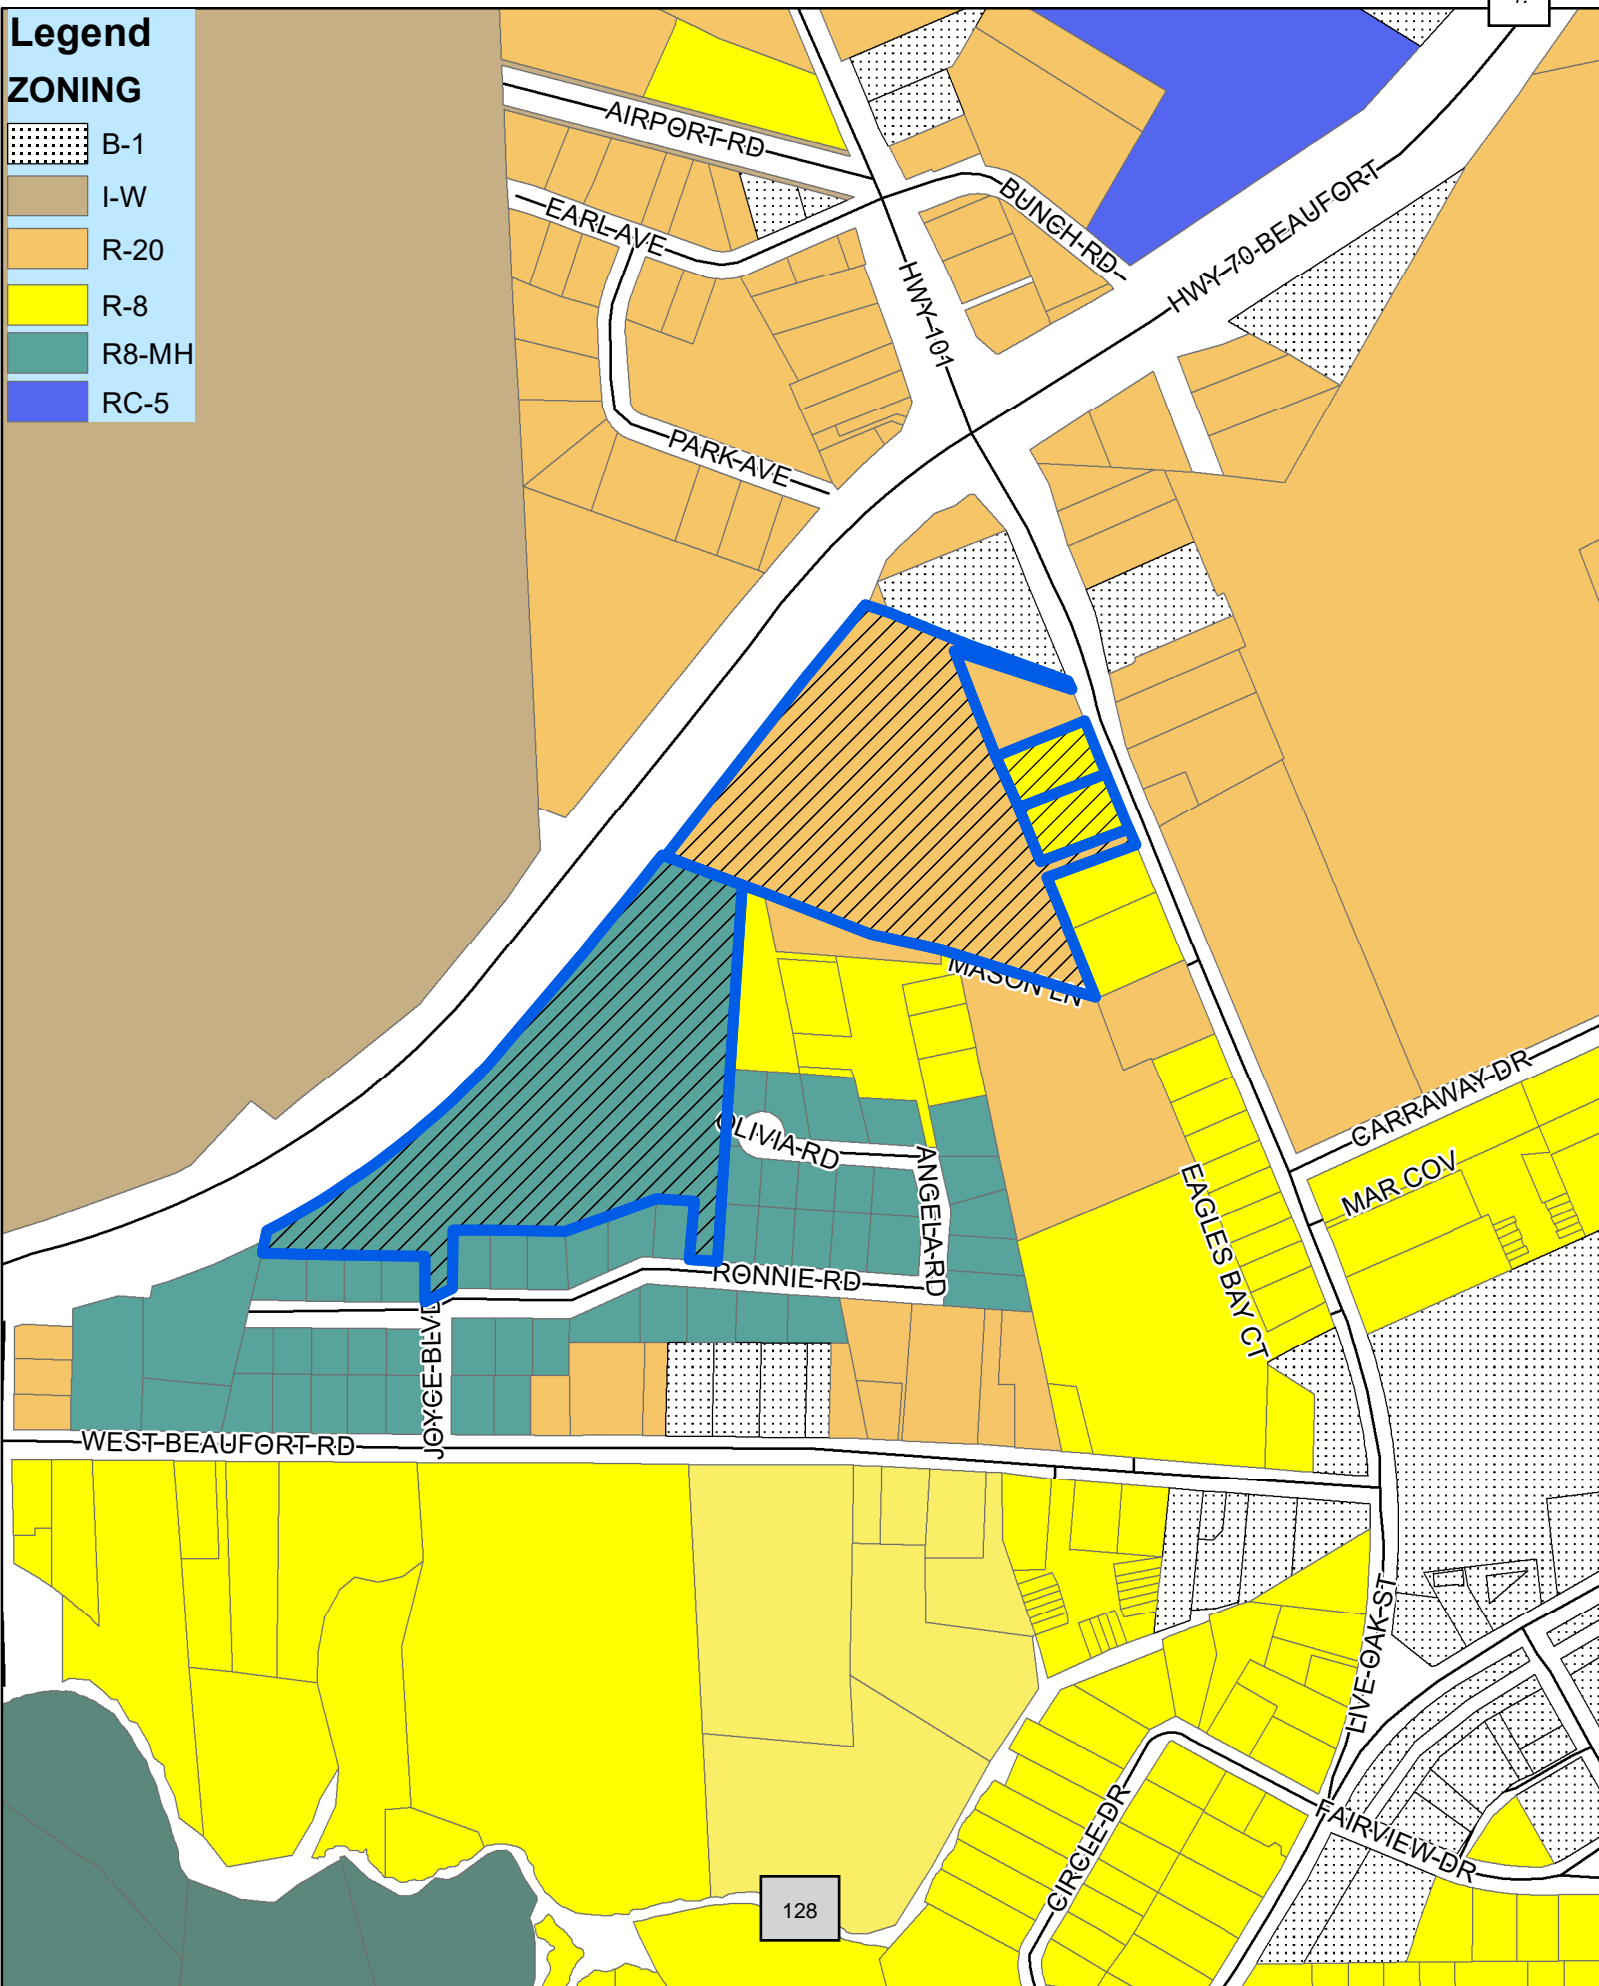 Legend
ZONING
B-1
I-W
R-20
R-8
R8-MH
RC-5
AIRPORT RD
EARL AVE
BUNCH RD
HWY 70 BEAUFORT
HWY 101
PARK AVE
MASON LN
CARRAWAY DR
OLIVIA RD
ANGELA RD
MAR COV
EAGLES BAY CT
RONNIE RD
JOYCE BLVD
WEST BEAUFORT RD
LIVE OAK ST
CIRCLE DR
FAIRVIEW DR
128